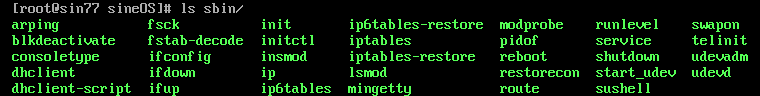 [root@sin77 sineOS]# ls sbin/
arping fsck init ip6tables-restore modprobe runlevel swapon
blkdeactivate fstab-decode initctl iptables pidof service telinit
consoletype ifconfig insmod iptables-restore reboot shutdown udevadm
dhclient ifdown ip lsmod restorecon start_udev udevd
dhclient-script ifup ip6tables mingetty route sushell